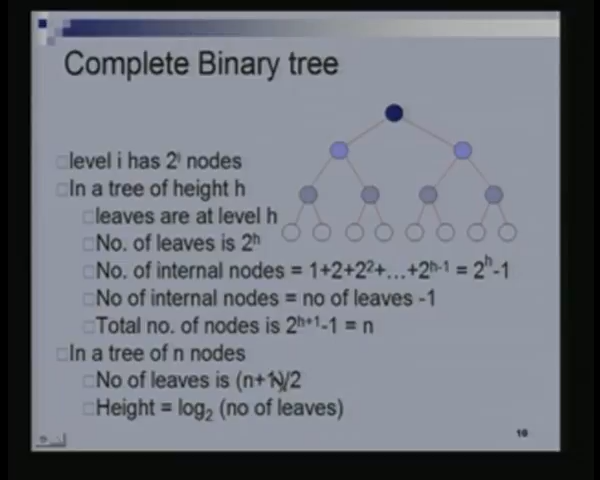 Complete Binary tree
level i has 2ⁱ nodes
In a tree of height h
leaves are at level h
No. of leaves is 2ʰ
No. of internal nodes = 1+2+2²+…+2ʰ⁻¹ = 2ʰ-1
No of internal nodes = no of leaves -1
Total no. of nodes is 2ʰ⁺¹-1 = n
In a tree of n nodes
No of leaves is (n+1)/2
Height = log₂ (no of leaves)
16